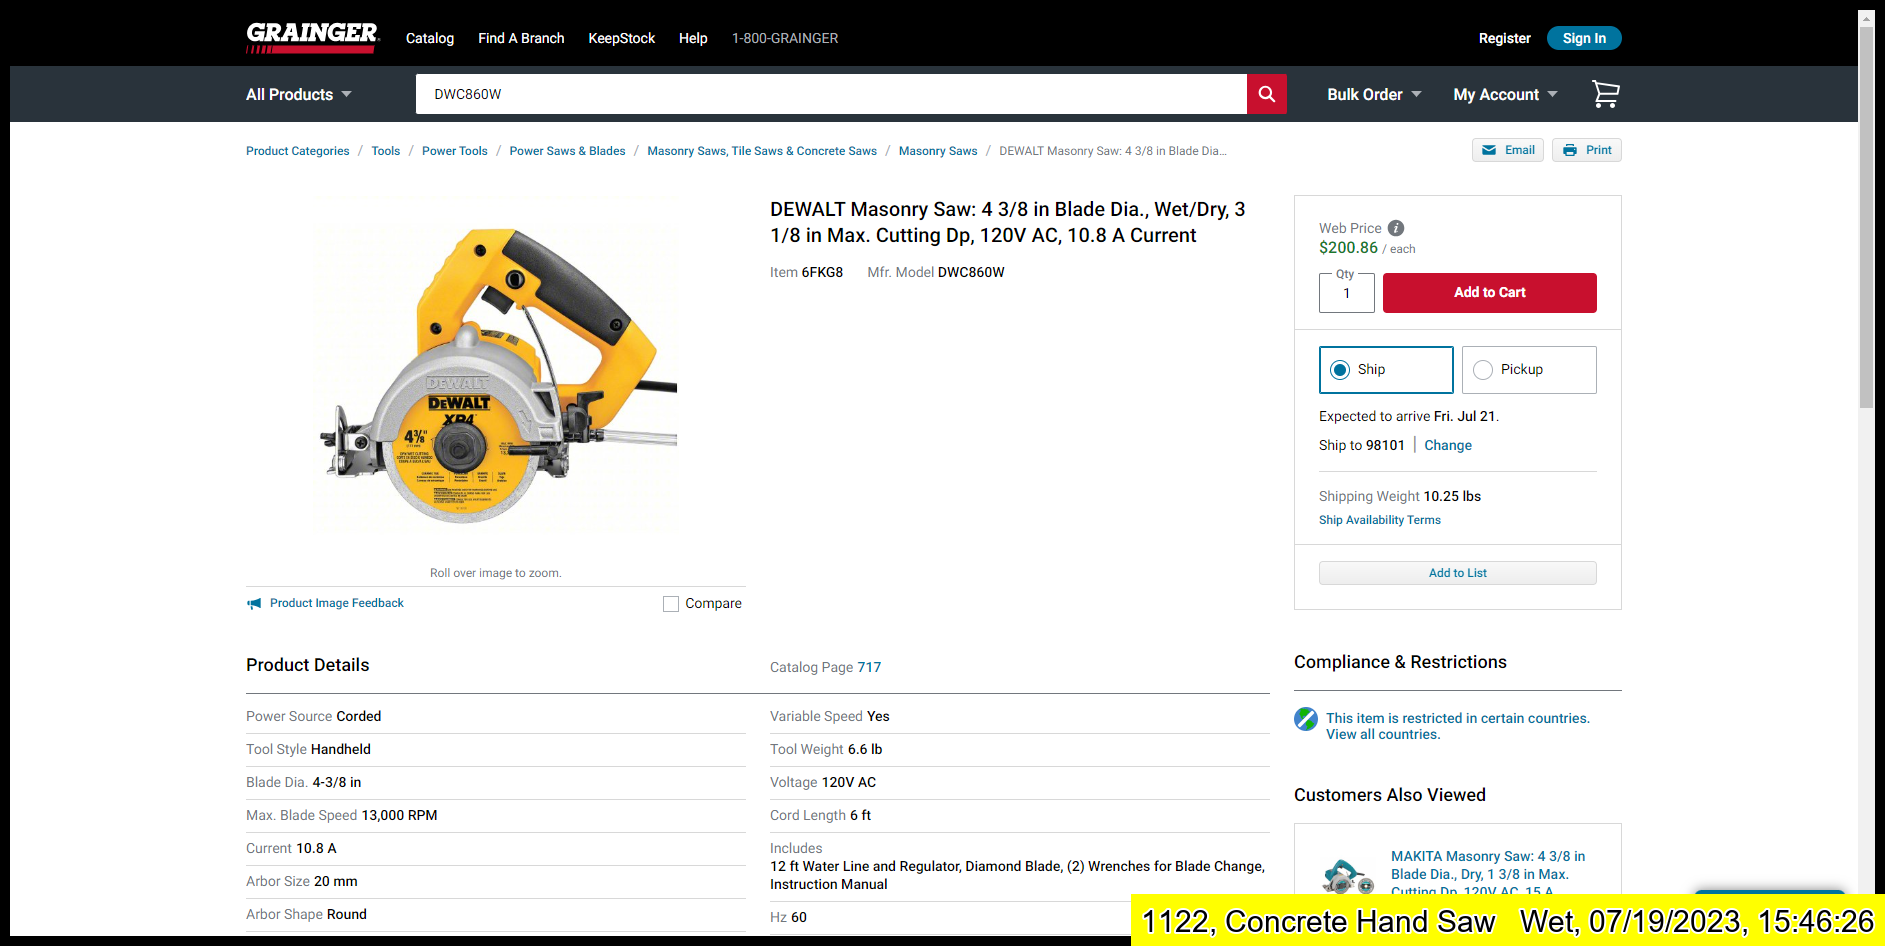 GRAINGER
Catalog
Find A Branch
KeepStock
Help
1-800-GRAINGER
Register
Sign In
All Products
DWC860W
Bulk Order
My Account
Product Categories / Tools / Power Tools / Power Saws & Blades / Masonry Saws, Tile Saws & Concrete Saws / Masonry Saws / DEWALT Masonry Saw: 4 3/8 in Blade Dia...
Email
Print
DEWALT
DEWALT
XP4
4⅜"
Roll over image to zoom.
Product Image Feedback
Compare
DEWALT Masonry Saw: 4 3/8 in Blade Dia., Wet/Dry, 3
1/8 in Max. Cutting Dp, 120V AC, 10.8 A Current
Item 6FKG8 Mfr. Model DWC860W
Web Price
$200.86 / each
Qty
1
Add to Cart
Ship
Pickup
Expected to arrive Fri. Jul 21.
Ship to 98101 | Change
Shipping Weight 10.25 lbs
Ship Availability Terms
Add to List
Product Details
Catalog Page 717
Power Source Corded
Tool Style Handheld
Blade Dia. 4-3/8 in
Max. Blade Speed 13,000 RPM
Current 10.8 A
Arbor Size 20 mm
Arbor Shape Round
Variable Speed Yes
Tool Weight 6.6 lb
Voltage 120V AC
Cord Length 6 ft
Includes
12 ft Water Line and Regulator, Diamond Blade, (2) Wrenches for Blade Change,
Instruction Manual
Hz 60
Compliance & Restrictions
This item is restricted in certain countries.
View all countries.
Customers Also Viewed
MAKITA Masonry Saw: 4 3/8 in
Blade Dia., Dry, 1 3/8 in Max.
Cutting Dp, 120V AC, 15 A
1122, Concrete Hand Saw Wet, 07/19/2023, 15:46:26